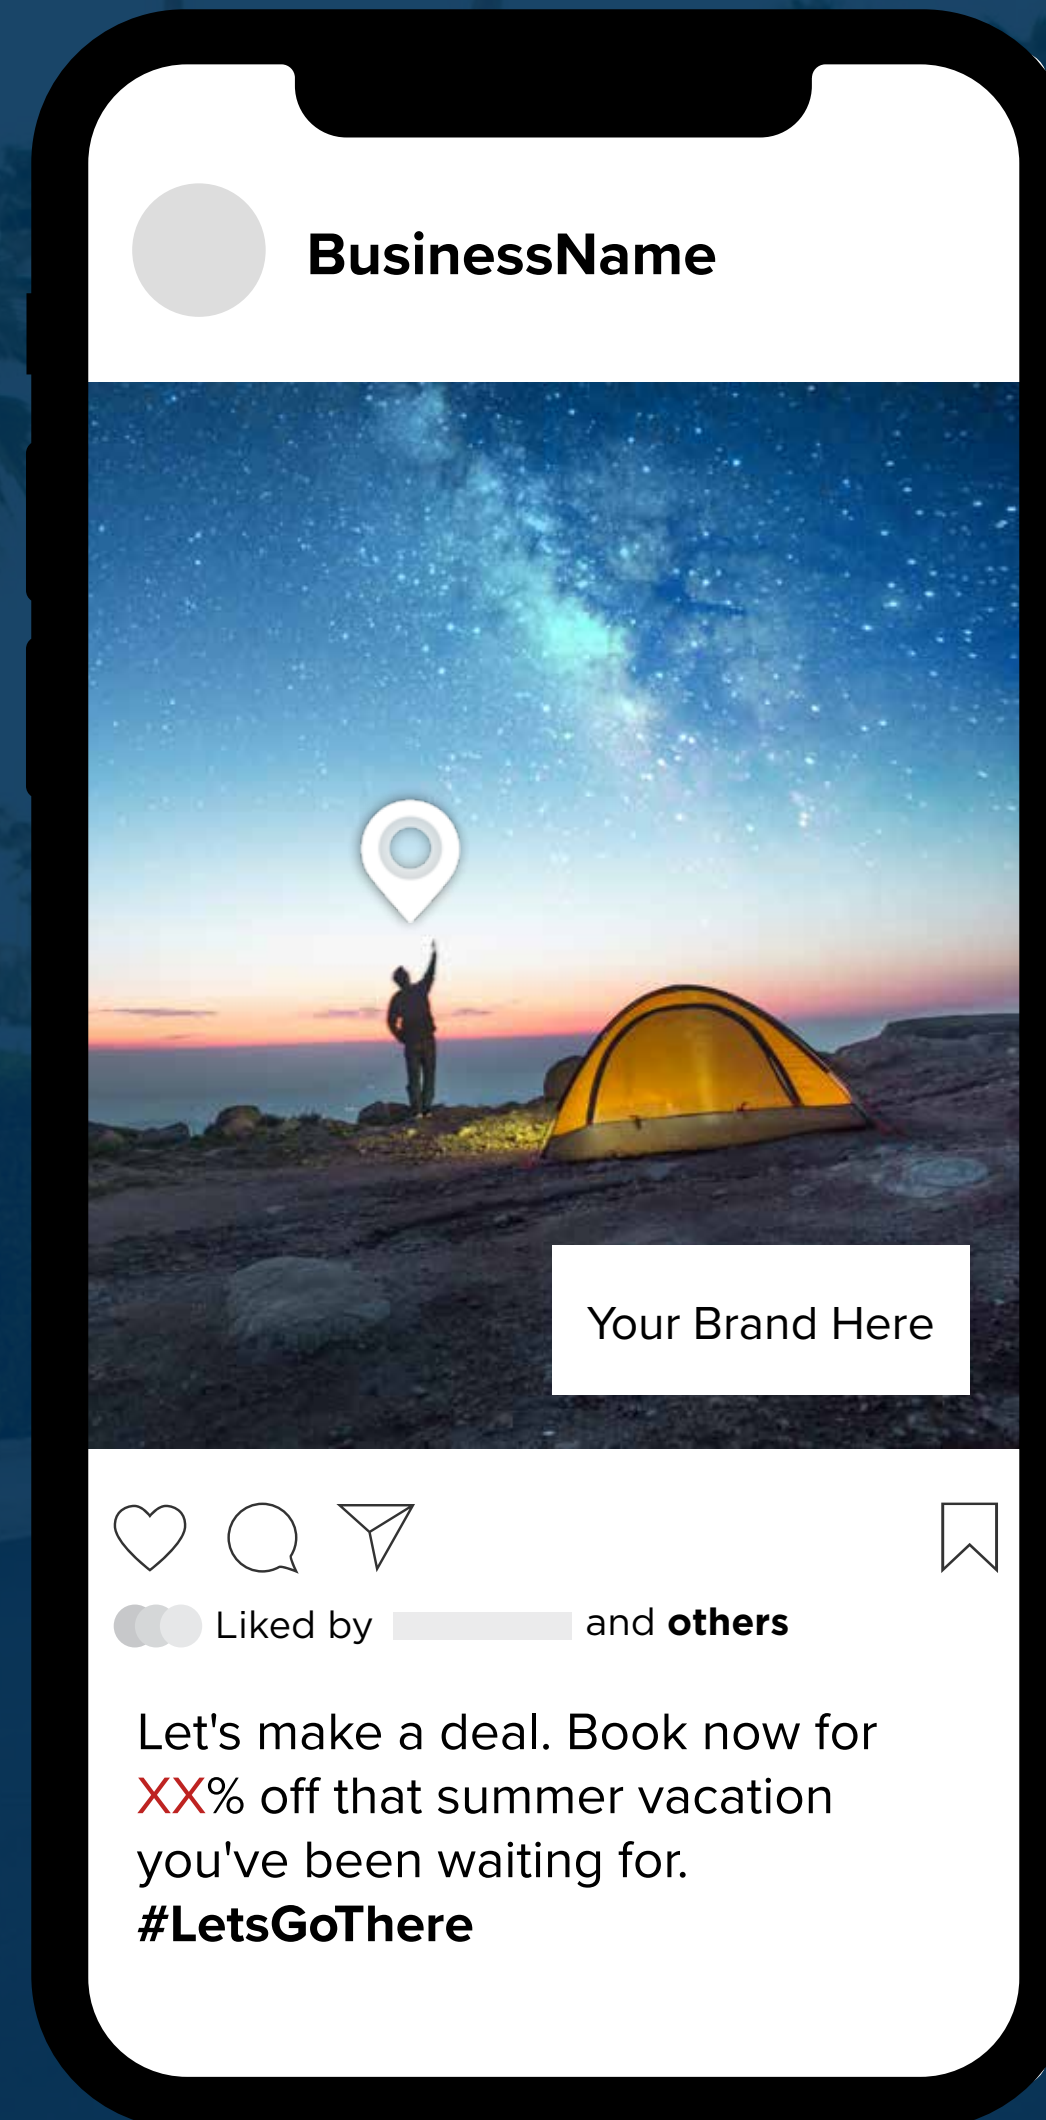 BusinessName
Your Brand Here
Liked by and others
Let's make a deal. Book now for
XX% off that summer vacation
you've been waiting for.
#LetsGoThere